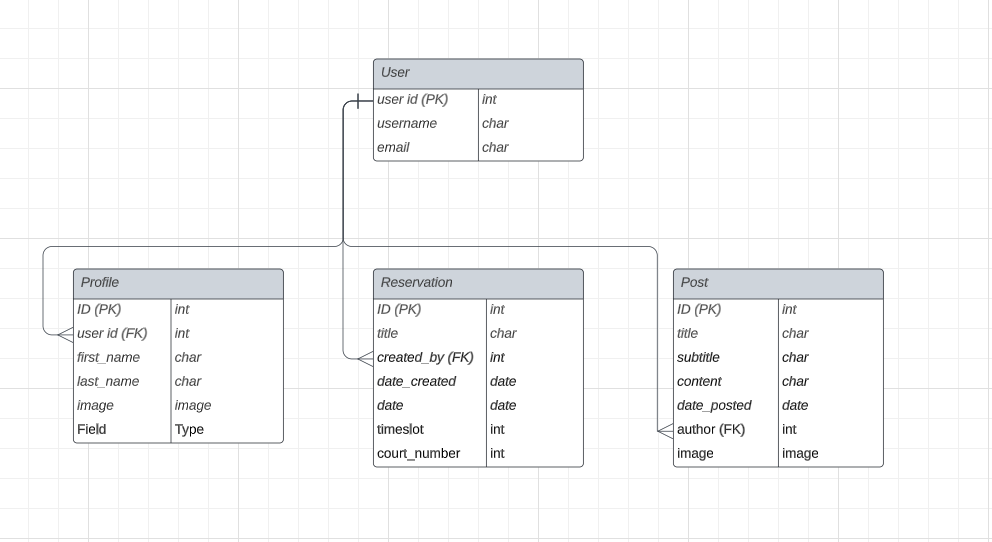 User
user id (PK) int
username char
email char
Profile
ID (PK) int
user id (FK) int
first_name char
last_name char
image image
Field Type
Reservation
ID (PK) int
title char
created_by (FK) int
date_created date
date date
timeslot int
court_number int
Post
ID (PK) int
title char
subtitle char
content char
date_posted date
author (FK) int
image image